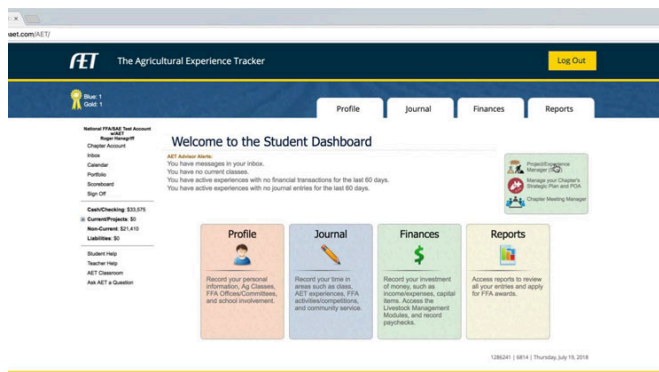 aet.com/AET/
AET
The Agricultural Experience Tracker
Log Out
Blue: 1
Gold: 1
Profile
Journal
Finances
Reports
National FFA/SAE Test Account
w/AET
Roger Hanagriff
Chapter Account
Inbox
Calendar
Portfolio
Scoreboard
Sign Off
Cash/Checking: $33,575
Current/Projects: $0
Non-Current: $21,410
Liabilities: $0
Student Help
Teacher Help
AET Classroom
Ask AET a Question
Welcome to the Student Dashboard
AET Advisor Alerts:
You have messages in your inbox.
You have no current classes.
You have active experiences with no financial transactions for the last 60 days.
You have active experiences with no journal entries for the last 60 days.
Project/Experience
Manager
Manage your Chapter's
Strategic Plan and POA
Chapter Meeting Manager
Profile
Record your personal
information, Ag Classes,
FFA Offices/Committees,
and school involvement.
Journal
Record your time in
areas such as class,
AET experiences, FFA
activities/competitions,
and community service.
Finances
Record your investment
of money, such as
income/expenses, capital
items. Access the
Livestock Management
Modules, and record
paychecks.
Reports
Access reports to review
all your entries and apply
for FFA awards.
1286241 | 6814 | Thursday, July 19, 2018